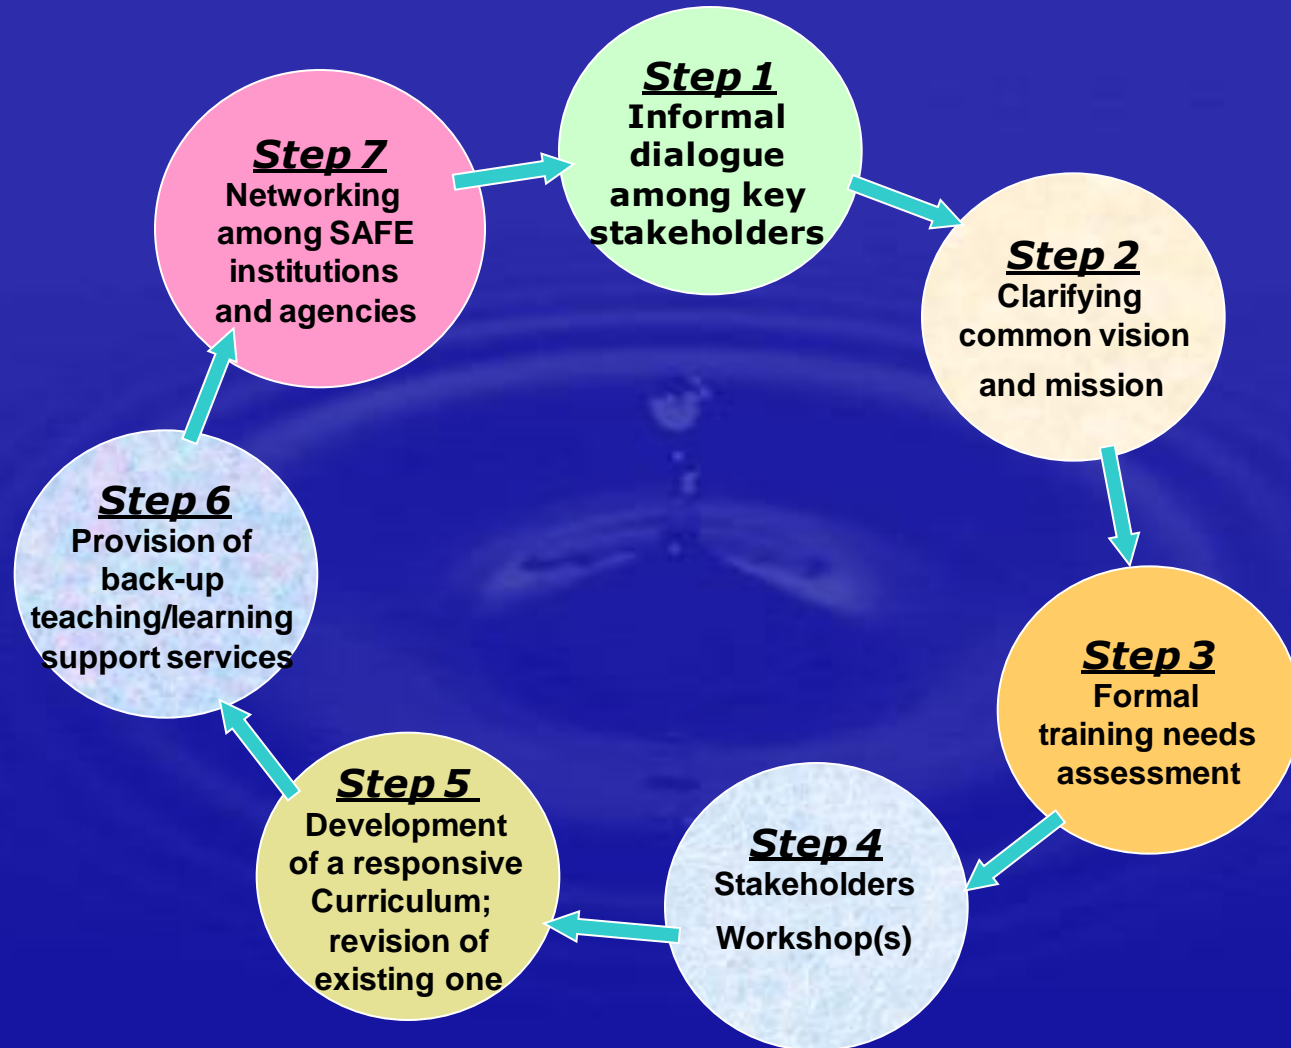 Step 1
Informal
dialogue
among key
stakeholders
Step 2
Clarifying
common vision
and mission
Step 3
Formal
training needs
assessment
Step 4
Stakeholders
Workshop(s)
Step 5
Development
of a responsive
Curriculum;
revision of
existing one
Step 6
Provision of
back-up
teaching/learning
support services
Step 7
Networking
among SAFE
institutions
and agencies